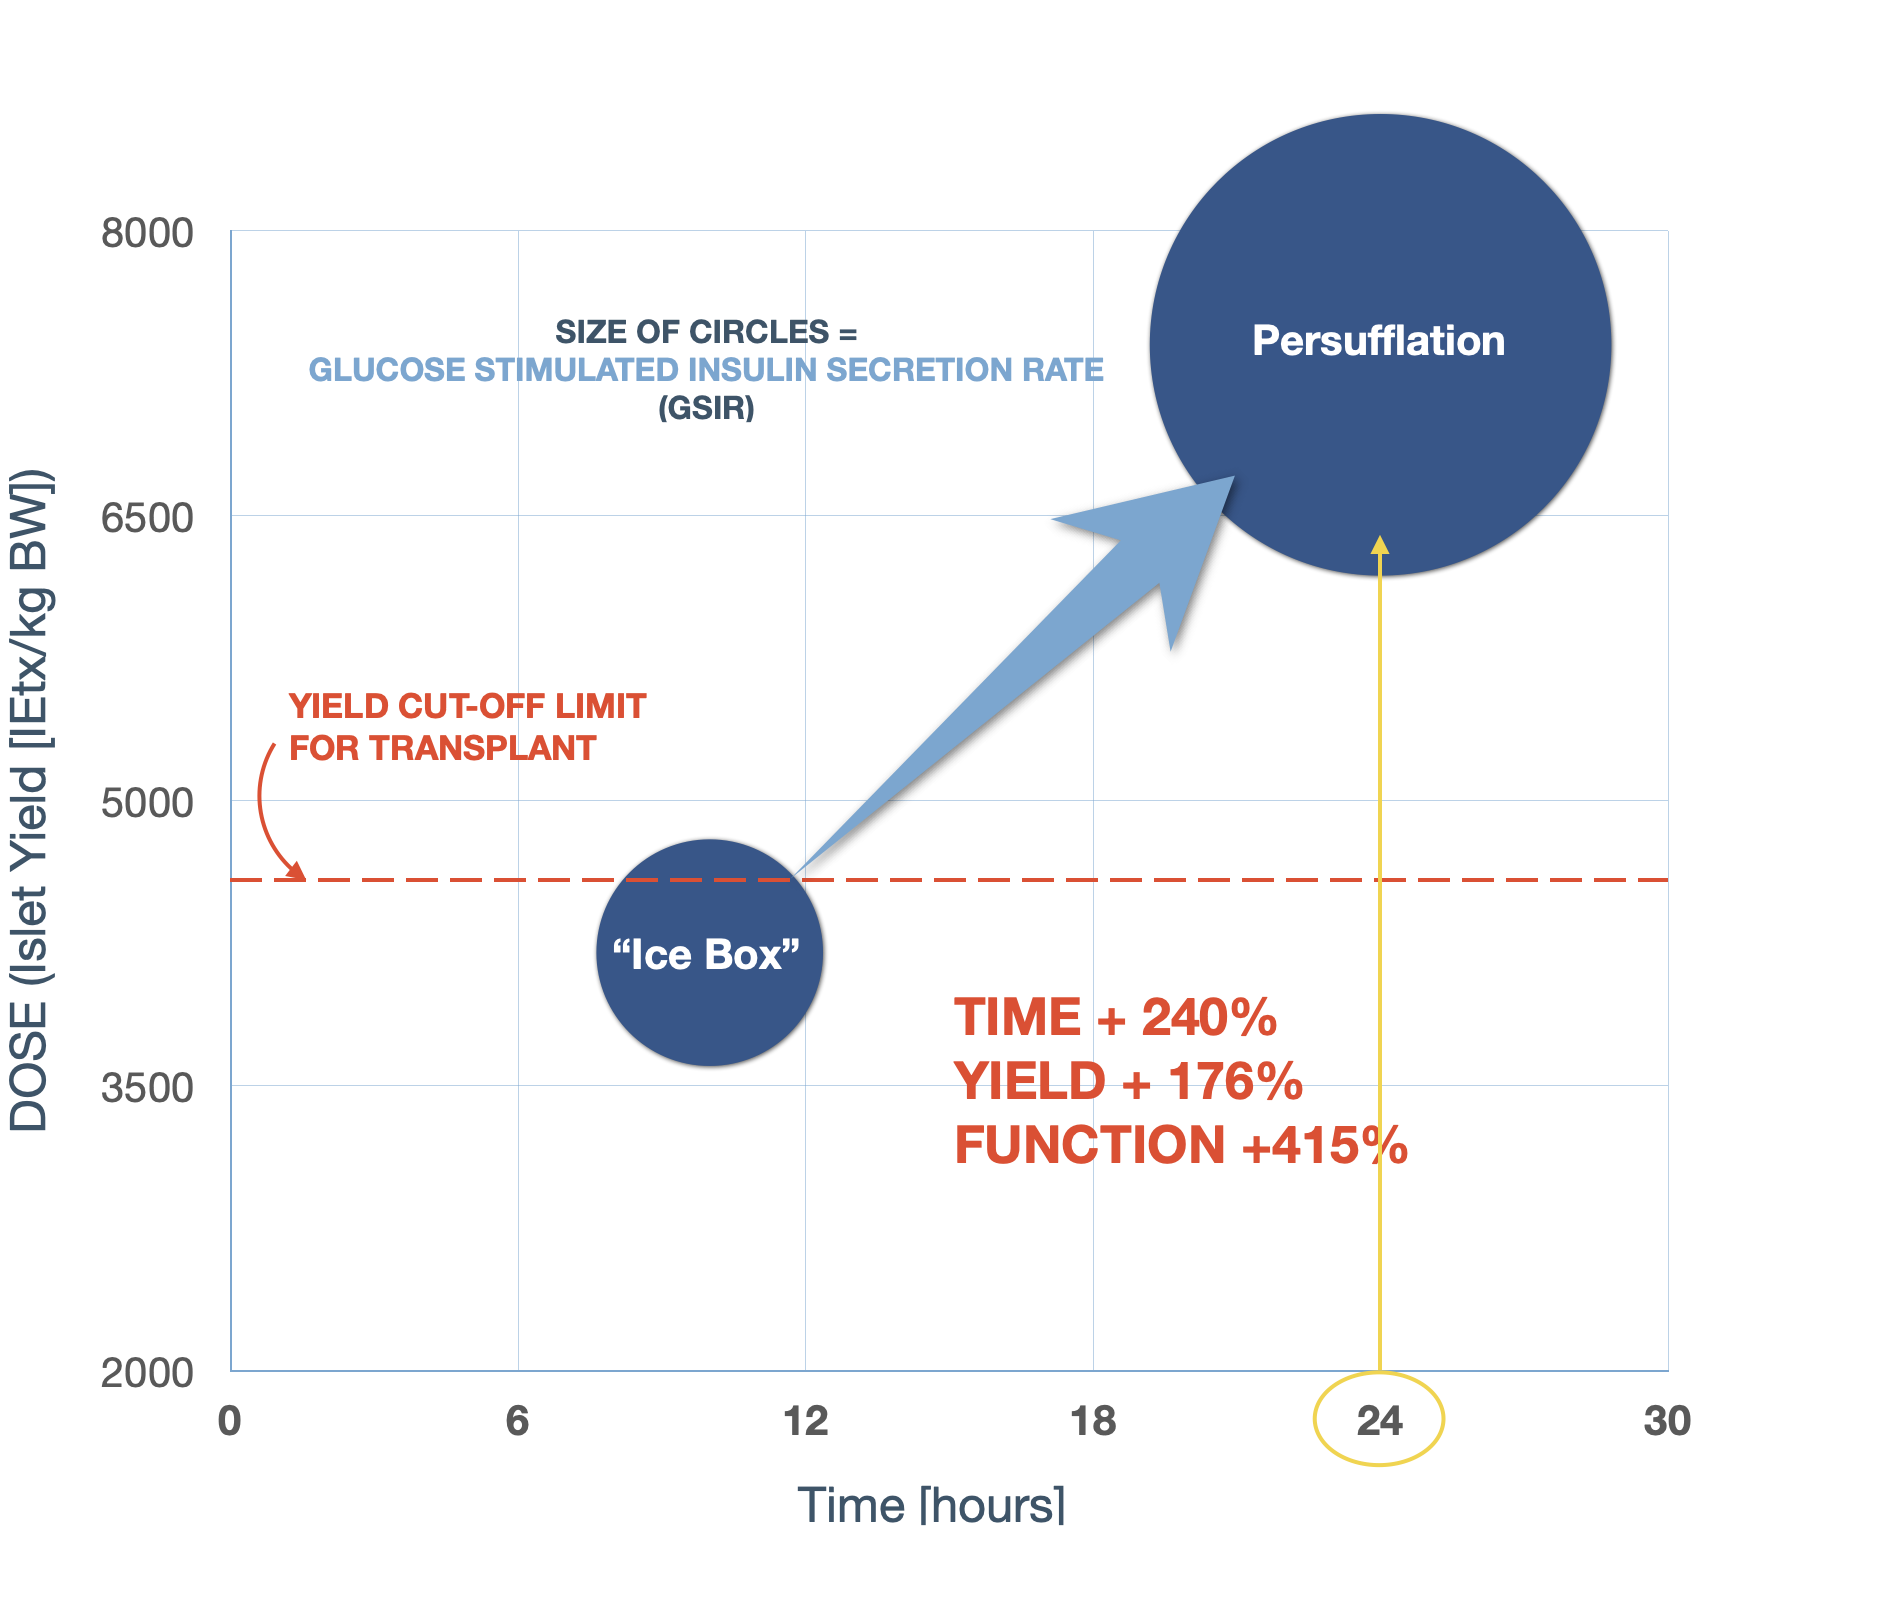 8000
6500
5000
3500
2000
DOSE (Islet Yield [IEtx/kg BW])
SIZE OF CIRCLES =
GLUCOSE STIMULATED INSULIN SECRETION RATE
(GSIR)
Persufflation
YIELD CUT-OFF LIMIT
FOR TRANSPLANT
“Ice Box”
TIME + 240%
YIELD + 176%
FUNCTION +415%
0 6 12 18 24 30
Time [hours]